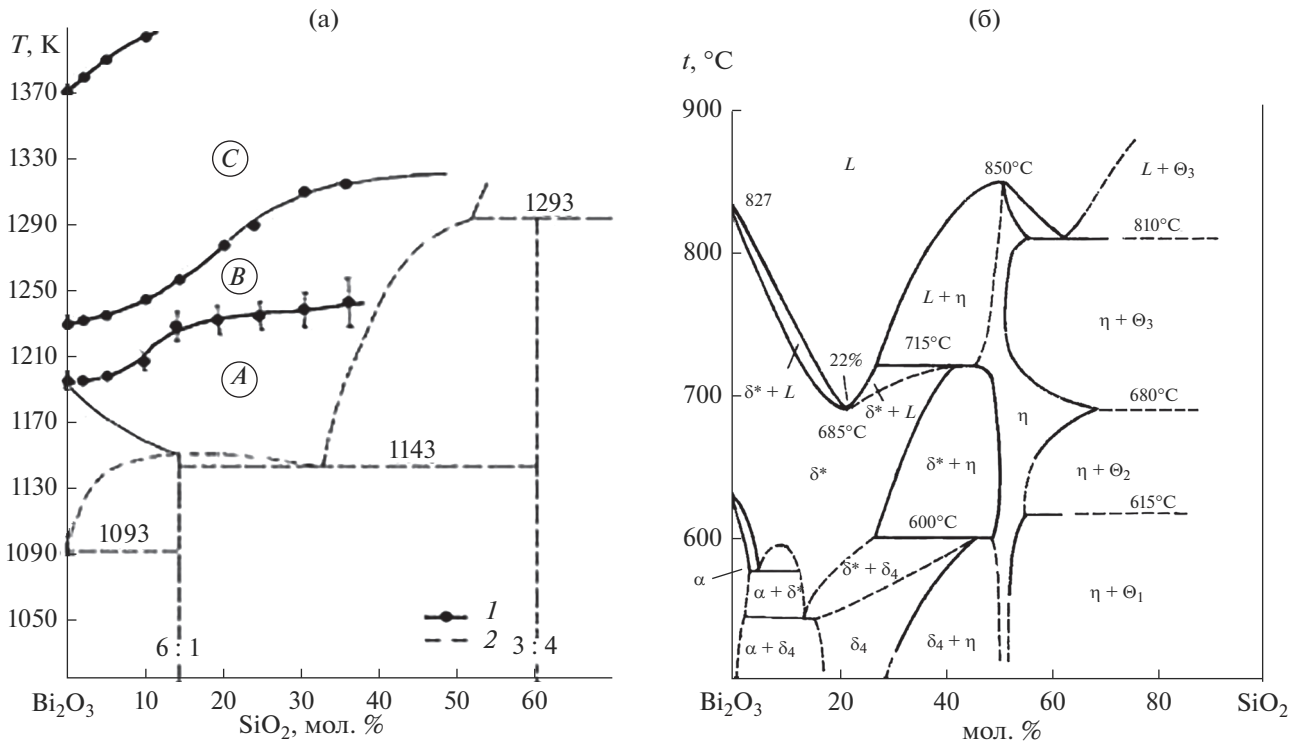 (а)
T, K
1370
1330
1290
1250
1210
1170
1130
1090
1050
C
B
A
1293
1143
1093
1
2
6 : 1
3 : 4
Bi₂O₃
10
20
30
40
50
60
SiO₂, мол. %
(б)
t, °C
900
800
700
600
L
827
850°C
L + Θ₃
810°C
L + η
η + Θ₃
715°C
22%
δ* + L
δ* + L
685°C
680°C
δ*
δ* + η
η
η + Θ₂
600°C
615°C
α
α + δ*
δ* + δ₄
η + Θ₁
α + δ₄
δ₄
δ₄ + η
Bi₂O₃
20
40
60
80
SiO₂
мол. %